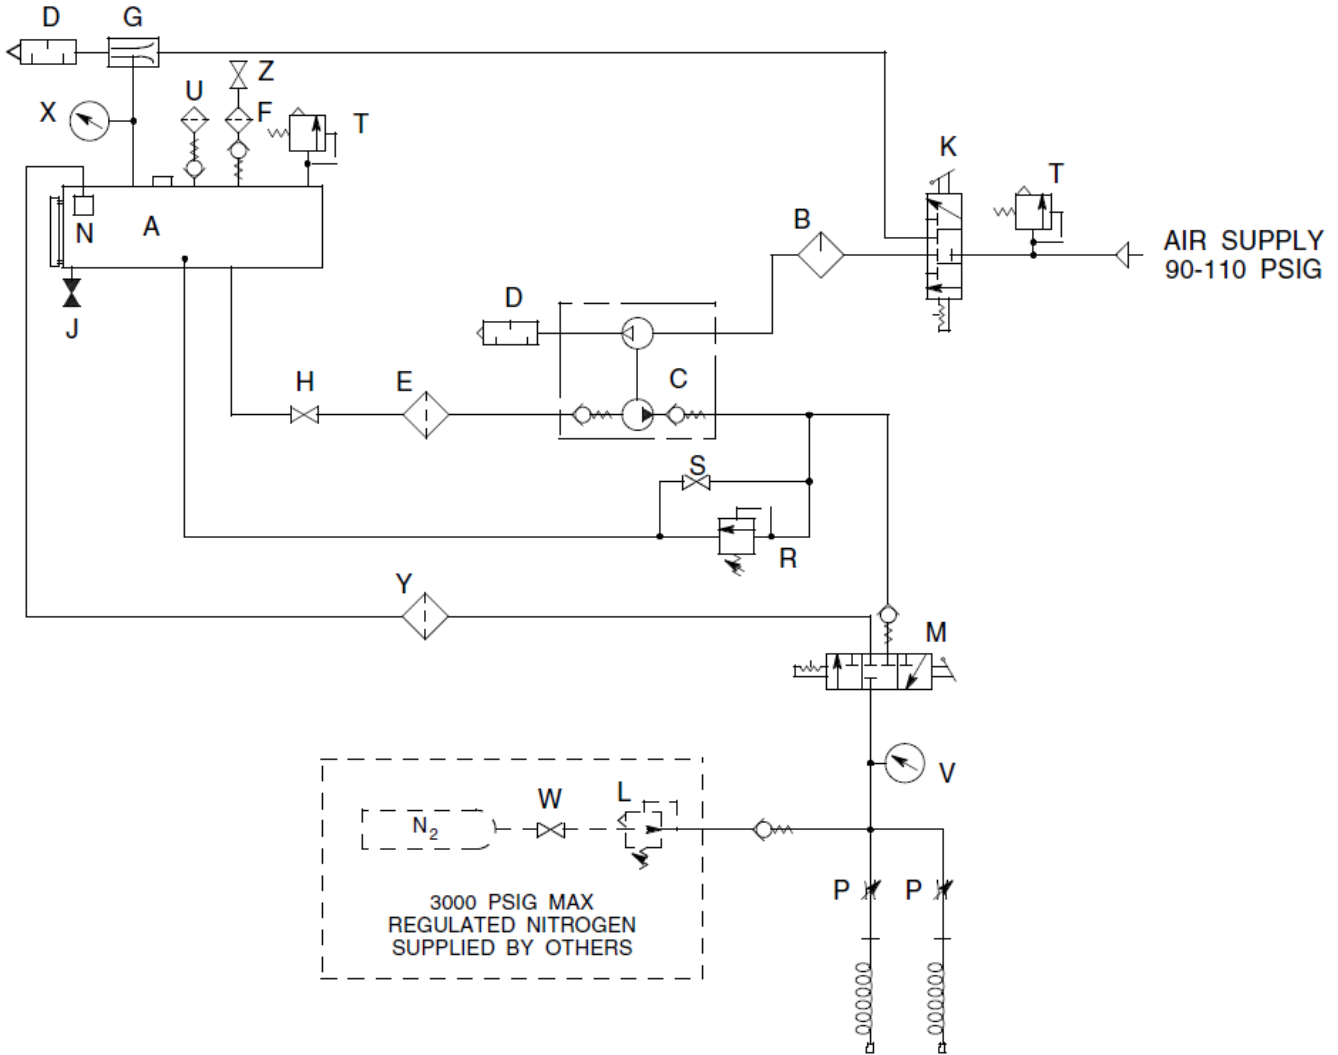 D
G
Z
U
X
F
T
K
T
N
A
B
AIR SUPPLY
90-110 PSIG
J
D
H
E
C
S
R
Y
M
V
W
L
N2
P
P
3000 PSIG MAX
REGULATED NITROGEN
SUPPLIED BY OTHERS